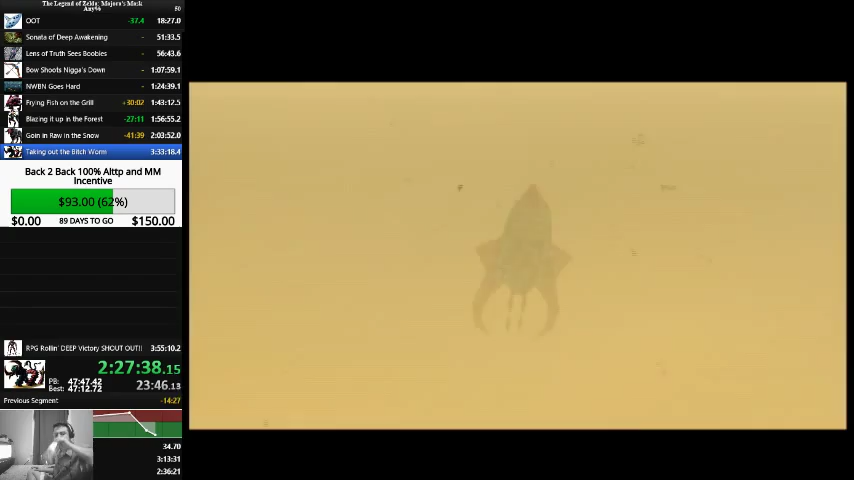 The Legend of Zelda: Majora's Mask
Any%
50
OOT -37.4 18:27.0
Sonata of Deep Awakening - 51:33.5
Lens of Truth Sees Boobies - 56:43.6
Bow Shoots Nigga's Down - 1:07:59.1
NWBN Goes Hard - 1:24:39.1
Frying Fish on the Grill +30:02 1:43:12.5
Blazing it up in the Forest -27:11 1:56:55.2
Goin in Raw in the Snow -41:39 2:03:52.0
Taking out the Bitch Worm 3:33:18.4
Back 2 Back 100% Alttp and MM
Incentive
$93.00 (62%)
$0.00 89 DAYS TO GO $150.00
RPG Rollin' DEEP Victory SHOUT OUT!! 3:55:10.2
2:27:38.15
PB: 47:47.42
Best: 47:12.72
23:46.13
Previous Segment -14:27
34.70
3:13:31
2:36:21